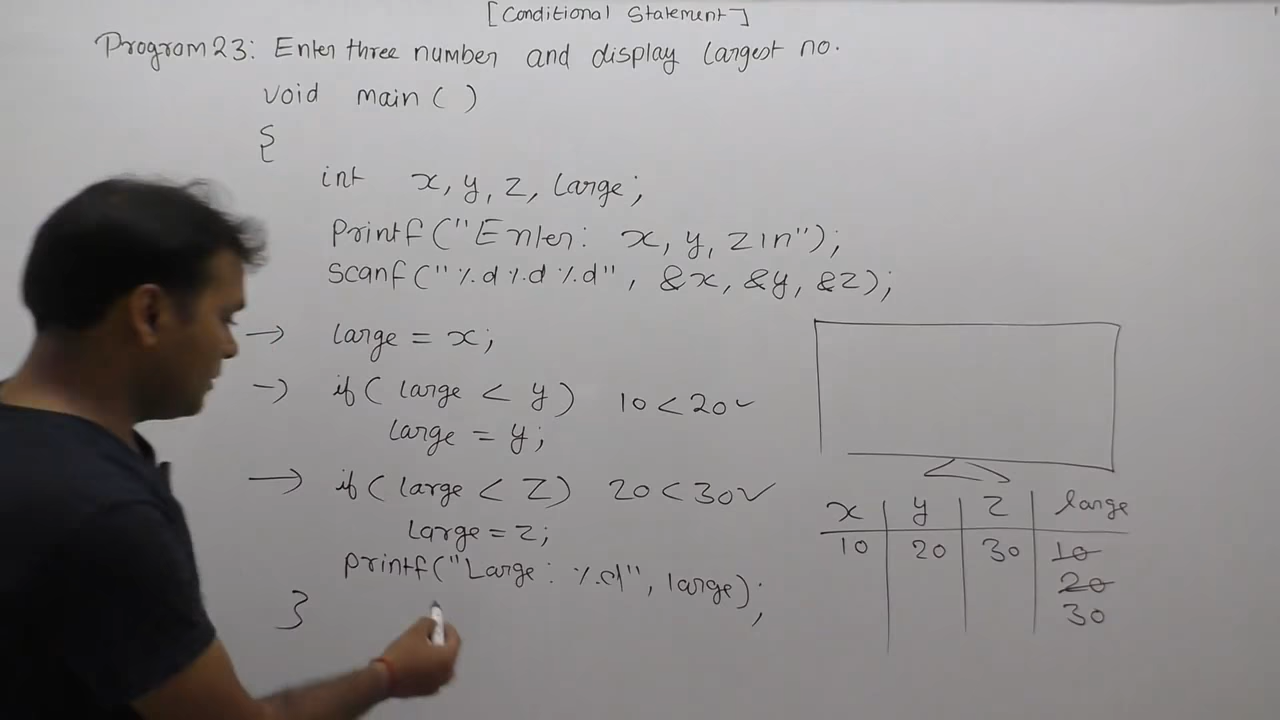 [Conditional Statement]
Program 23: Enter three number and display largest no.
void main ( )
{
int x, y, z, large;
printf ("Enter: x, y, z\n");
scanf ("%d %d %d", &x, &y, &z);
→ large = x;
→ if ( large < y ) 10 < 20 ✓
large = y;
→ if ( large < z ) 20 < 30 ✓
large = z;
printf ("Large: %d", large);
}
x y z large
10 20 30 10
20
30